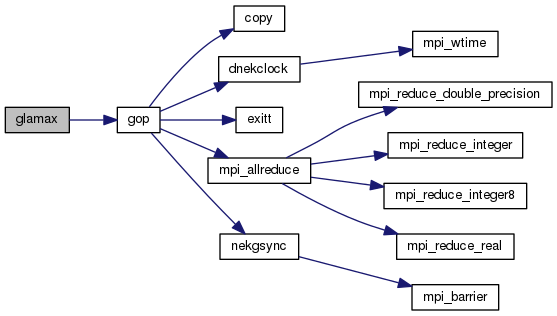 copy
mpi_wtime
dnekclock
mpi_reduce_double_precision
glamax
gop
exitt
mpi_reduce_integer
mpi_allreduce
mpi_reduce_integer8
nekgsync
mpi_reduce_real
mpi_barrier